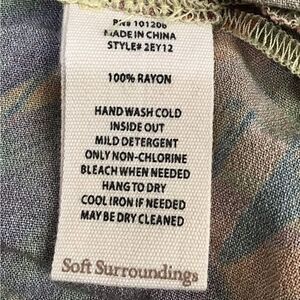 PR# 101206
MADE IN CHINA
STYLE# 2EY12
100% RAYON
HAND WASH COLD
INSIDE OUT
MILD DETERGENT
ONLY NON-CHLORINE
BLEACH WHEN NEEDED
HANG TO DRY
COOL IRON IF NEEDED
MAY BE DRY CLEANED
Soft Surroundings